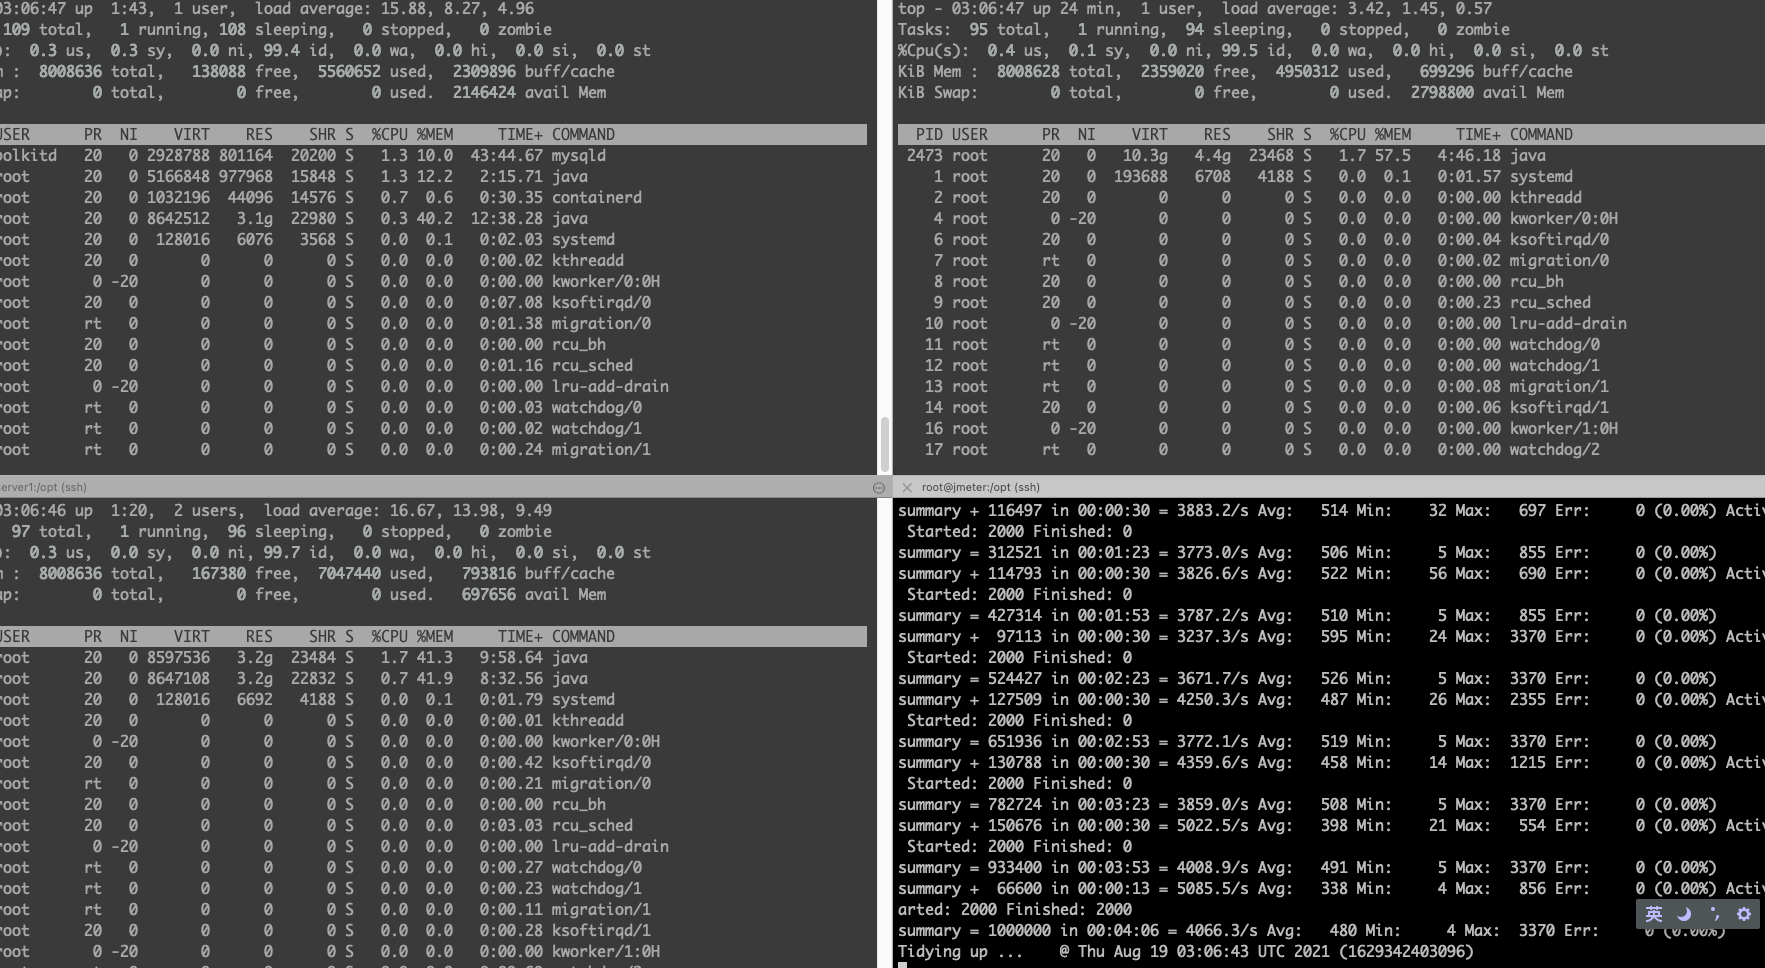 03:06:47 up  1:43,  1 user,  load average: 15.88, 8.27, 4.96
109 total,   1 running, 108 sleeping,   0 stopped,   0 zombie
):  0.3 us,  0.3 sy,  0.0 ni, 99.4 id,  0.0 wa,  0.0 hi,  0.0 si,  0.0 st
:  8008636 total,   138088 free,  5560652 used,  2309896 buff/cache
ap:        0 total,        0 free,        0 used.  2146424 avail Mem
USER      PR  NI    VIRT    RES    SHR S  %CPU %MEM     TIME+ COMMAND
polkitd   20   0 2928788 801164  20200 S   1.3 10.0  43:44.67 mysqld
root      20   0 5166848 977968  15848 S   1.3 12.2   2:15.71 java
root      20   0 1032196  44096  14576 S   0.7  0.6   0:30.35 containerd
root      20   0 8642512   3.1g  22980 S   0.3 40.2  12:38.28 java
root      20   0  128016   6076   3568 S   0.0  0.1   0:02.03 systemd
root      20   0       0      0      0 S   0.0  0.0   0:00.02 kthreadd
root       0 -20       0      0      0 S   0.0  0.0   0:00.00 kworker/0:0H
root      20   0       0      0      0 S   0.0  0.0   0:07.08 ksoftirqd/0
root      rt   0       0      0      0 S   0.0  0.0   0:01.38 migration/0
root      20   0       0      0      0 S   0.0  0.0   0:00.00 rcu_bh
root      20   0       0      0      0 S   0.0  0.0   0:01.16 rcu_sched
root       0 -20       0      0      0 S   0.0  0.0   0:00.00 lru-add-drain
root      rt   0       0      0      0 S   0.0  0.0   0:00.03 watchdog/0
root      rt   0       0      0      0 S   0.0  0.0   0:00.02 watchdog/1
root      rt   0       0      0      0 S   0.0  0.0   0:00.24 migration/1
top - 03:06:47 up 24 min,  1 user,  load average: 3.42, 1.45, 0.57
Tasks:  95 total,   1 running,  94 sleeping,   0 stopped,   0 zombie
%Cpu(s):  0.4 us,  0.1 sy,  0.0 ni, 99.5 id,  0.0 wa,  0.0 hi,  0.0 si,  0.0 st
KiB Mem :  8008628 total,  2359020 free,  4950312 used,   699296 buff/cache
KiB Swap:        0 total,        0 free,        0 used.  2798800 avail Mem
PID USER      PR  NI    VIRT    RES    SHR S  %CPU %MEM     TIME+ COMMAND
2473 root      20   0   10.3g   4.4g  23468 S   1.7 57.5   4:46.18 java
1 root      20   0  193688   6708   4188 S   0.0  0.1   0:01.57 systemd
2 root      20   0       0      0      0 S   0.0  0.0   0:00.00 kthreadd
4 root       0 -20       0      0      0 S   0.0  0.0   0:00.00 kworker/0:0H
6 root      20   0       0      0      0 S   0.0  0.0   0:00.04 ksoftirqd/0
7 root      rt   0       0      0      0 S   0.0  0.0   0:00.02 migration/0
8 root      20   0       0      0      0 S   0.0  0.0   0:00.00 rcu_bh
9 root      20   0       0      0      0 S   0.0  0.0   0:00.23 rcu_sched
10 root       0 -20       0      0      0 S   0.0  0.0   0:00.00 lru-add-drain
11 root      rt   0       0      0      0 S   0.0  0.0   0:00.00 watchdog/0
12 root      rt   0       0      0      0 S   0.0  0.0   0:00.00 watchdog/1
13 root      rt   0       0      0      0 S   0.0  0.0   0:00.08 migration/1
14 root      20   0       0      0      0 S   0.0  0.0   0:00.06 ksoftirqd/1
16 root       0 -20       0      0      0 S   0.0  0.0   0:00.00 kworker/1:0H
17 root      rt   0       0      0      0 S   0.0  0.0   0:00.00 watchdog/2
erver1:/opt (ssh)
03:06:46 up  1:20,  2 users,  load average: 16.67, 13.98, 9.49
97 total,   1 running,  96 sleeping,   0 stopped,   0 zombie
):  0.3 us,  0.0 sy,  0.0 ni, 99.7 id,  0.0 wa,  0.0 hi,  0.0 si,  0.0 st
:  8008636 total,   167380 free,  7047440 used,   793816 buff/cache
ap:        0 total,        0 free,        0 used.   697656 avail Mem
USER      PR  NI    VIRT    RES    SHR S  %CPU %MEM     TIME+ COMMAND
root      20   0 8597536   3.2g  23484 S   1.7 41.3   9:58.64 java
root      20   0 8647108   3.2g  22832 S   0.7 41.9   8:32.56 java
root      20   0  128016   6692   4188 S   0.0  0.1   0:01.79 systemd
root      20   0       0      0      0 S   0.0  0.0   0:00.01 kthreadd
root       0 -20       0      0      0 S   0.0  0.0   0:00.00 kworker/0:0H
root      20   0       0      0      0 S   0.0  0.0   0:00.42 ksoftirqd/0
root      rt   0       0      0      0 S   0.0  0.0   0:00.21 migration/0
root      20   0       0      0      0 S   0.0  0.0   0:00.00 rcu_bh
root      20   0       0      0      0 S   0.0  0.0   0:03.03 rcu_sched
root       0 -20       0      0      0 S   0.0  0.0   0:00.00 lru-add-drain
root      rt   0       0      0      0 S   0.0  0.0   0:00.27 watchdog/0
root      rt   0       0      0      0 S   0.0  0.0   0:00.23 watchdog/1
root      rt   0       0      0      0 S   0.0  0.0   0:00.11 migration/1
root      20   0       0      0      0 S   0.0  0.0   0:00.28 ksoftirqd/1
root       0 -20       0      0      0 S   0.0  0.0   0:00.00 kworker/1:0H
root@jmeter:/opt (ssh)
summary + 116497 in 00:00:30 = 3883.2/s Avg:   514 Min:    32 Max:   697 Err:     0 (0.00%) Activ
Started: 2000 Finished: 0
summary = 312521 in 00:01:23 = 3773.0/s Avg:   506 Min:     5 Max:   855 Err:     0 (0.00%)
summary + 114793 in 00:00:30 = 3826.6/s Avg:   522 Min:    56 Max:   690 Err:     0 (0.00%) Activ
Started: 2000 Finished: 0
summary = 427314 in 00:01:53 = 3787.2/s Avg:   510 Min:     5 Max:   855 Err:     0 (0.00%)
summary +  97113 in 00:00:30 = 3237.3/s Avg:   595 Min:    24 Max:  3370 Err:     0 (0.00%) Activ
Started: 2000 Finished: 0
summary = 524427 in 00:02:23 = 3671.7/s Avg:   526 Min:     5 Max:  3370 Err:     0 (0.00%)
summary + 127509 in 00:00:30 = 4250.3/s Avg:   487 Min:    26 Max:  2355 Err:     0 (0.00%) Activ
Started: 2000 Finished: 0
summary = 651936 in 00:02:53 = 3772.1/s Avg:   519 Min:     5 Max:  3370 Err:     0 (0.00%)
summary + 130788 in 00:00:30 = 4359.6/s Avg:   458 Min:    14 Max:  1215 Err:     0 (0.00%) Activ
Started: 2000 Finished: 0
summary = 782724 in 00:03:23 = 3859.0/s Avg:   508 Min:     5 Max:  3370 Err:     0 (0.00%)
summary + 150676 in 00:00:30 = 5022.5/s Avg:   398 Min:    21 Max:   554 Err:     0 (0.00%) Activ
Started: 2000 Finished: 0
summary = 933400 in 00:03:53 = 4008.9/s Avg:   491 Min:     5 Max:  3370 Err:     0 (0.00%)
summary +  66600 in 00:00:13 = 5085.5/s Avg:   338 Min:     4 Max:   856 Err:     0 (0.00%) Activ
arted: 2000 Finished: 2000
英
summary = 1000000 in 00:04:06 = 4066.3/s Avg:   480 Min:     4 Max:  3370 Err:     0 (0.00%)
Tidying up ...    @ Thu Aug 19 03:06:43 UTC 2021 (1629342403096)